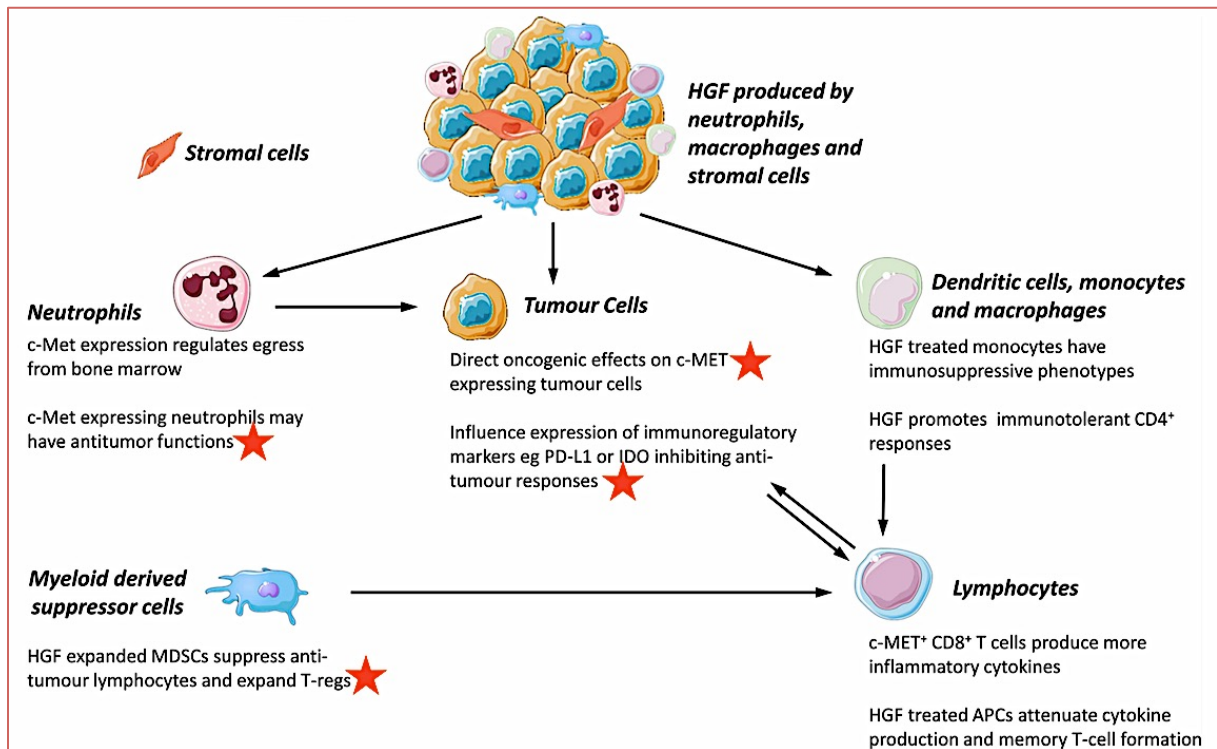 HGF produced by
neutrophils,
macrophages and
stromal cells
Stromal cells
Neutrophils
c-Met expression regulates egress
from bone marrow
c-Met expressing neutrophils may
have antitumor functions
Tumour Cells
Direct oncogenic effects on c-MET
expressing tumour cells
Influence expression of immunoregulatory
markers eg PD-L1 or IDO inhibiting anti-
tumour responses
Dendritic cells, monocytes
and macrophages
HGF treated monocytes have
immunosuppressive phenotypes
HGF promotes immunotolerant CD4⁺
responses
Myeloid derived
suppressor cells
HGF expanded MDSCs suppress anti-
tumour lymphocytes and expand T-regs
Lymphocytes
c-MET⁺ CD8⁺ T cells produce more
inflammatory cytokines
HGF treated APCs attenuate cytokine
production and memory T-cell formation